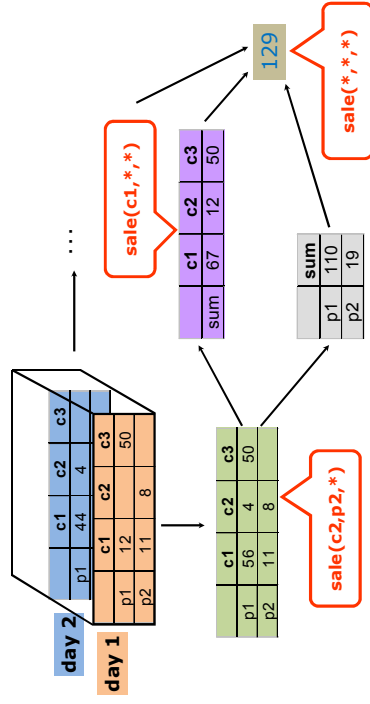 day 2
c1 c2 c3
p1 44 4
day 1
c1 c2 c3
p1 12 50
p2 11 8
...
c1 c2 c3
p1 56 4 50
p2 11 8
sale(c2,p2,*)
sale(c1,*,*)
c1 c2 c3
sum 67 12 50
sum
p1 110
p2 19
129
sale(*,*,*)